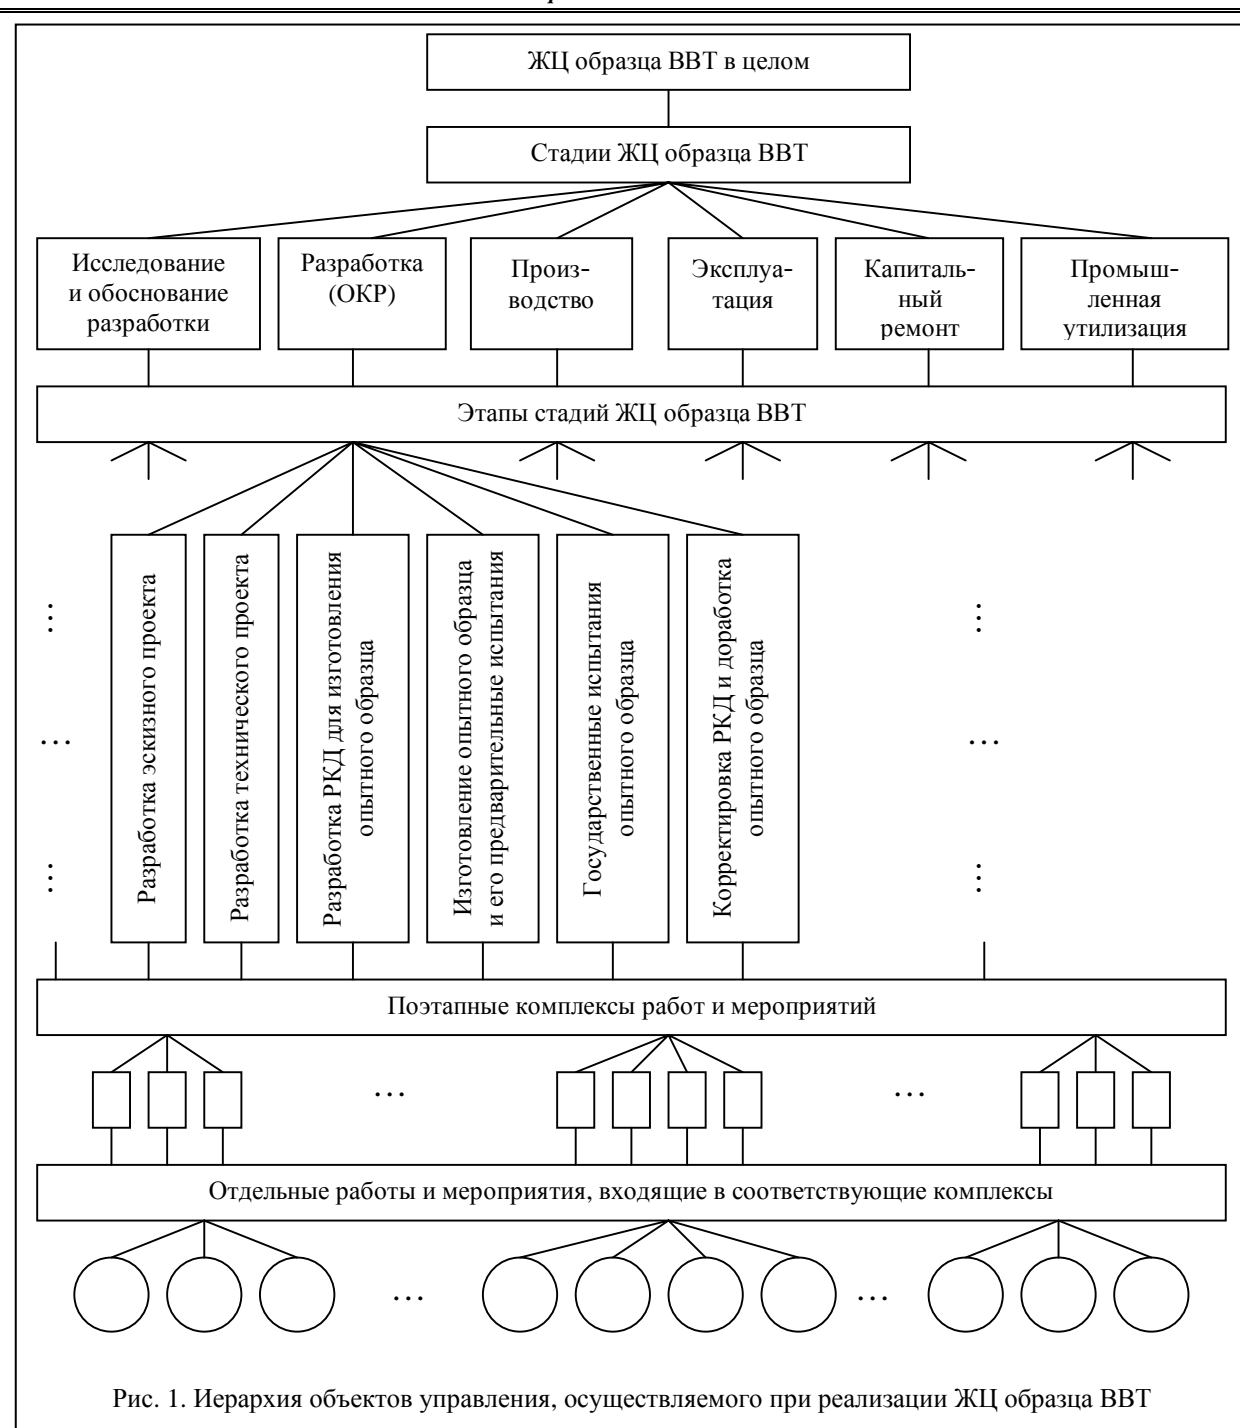 ЖЦ образца ВВТ в целом
Стадии ЖЦ образца ВВТ
Исследование
и обоснование
разработки
Разработка
(ОКР)
Произ-
водство
Эксплуа-
тация
Капиталь-
ный
ремонт
Промыш-
ленная
утилизация
Этапы стадий ЖЦ образца ВВТ
Разработка эскизного проекта
Разработка технического проекта
Разработка РКД для изготовления
опытного образца
Изготовление опытного образца
и его предварительные испытания
Государственные испытания
опытного образца
Корректировка РКД и доработка
опытного образца
...
...
...
...
...
...
Поэтапные комплексы работ и мероприятий
...
...
Отдельные работы и мероприятия, входящие в соответствующие комплексы
...
...
Рис. 1. Иерархия объектов управления, осуществляемого при реализации ЖЦ образца ВВТ